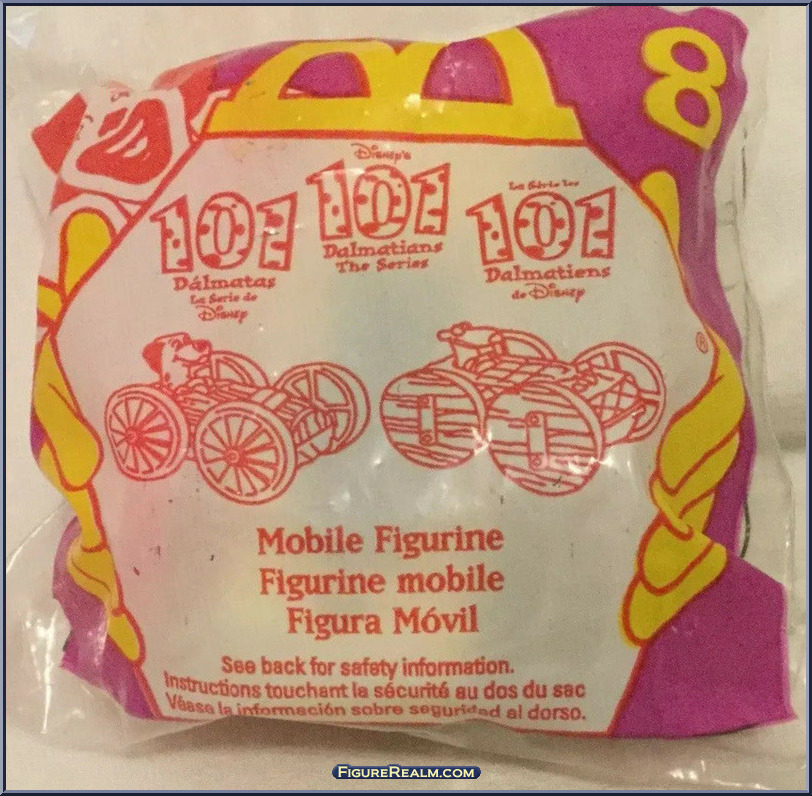 8
Disney's
101
Dalmatians
The Series
101
Dálmatas
La Serie de
Disney
La Série Les
101
Dalmatiens
de Disney
®
Mobile Figurine
Figurine mobile
Figura Móvil
See back for safety information.
Instructions touchant la sécurité au dos du sac
Véase la información sobre seguridad al dorso.
FigureRealm.com